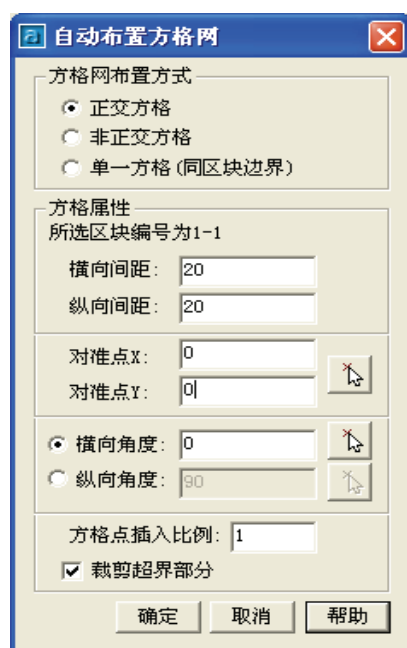 自动布置方格网
方格网布置方式
正交方格
非正交方格
单一方格(同区块边界)
方格属性
所选区块编号为1-1
横向间距: 20
纵向间距: 20
对准点X: 0
对准点Y: 0
横向角度: 0
纵向角度: 90
方格点插入比例: 1
裁剪超界部分
确定 取消 帮助